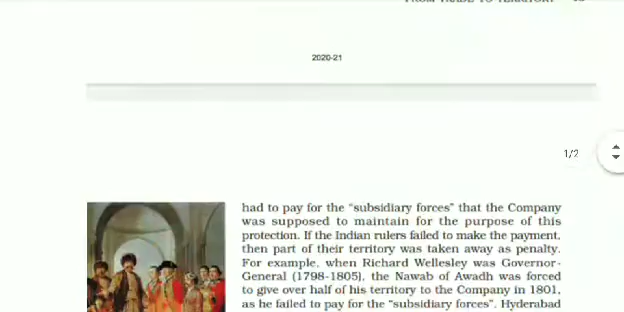 2020-21
1/2
had to pay for the “subsidiary forces” that the Company
was supposed to maintain for the purpose of this
protection. If the Indian rulers failed to make the payment,
then part of their territory was taken away as penalty.
For example, when Richard Wellesley was Governor-
General (1798-1805), the Nawab of Awadh was forced
to give over half of his territory to the Company in 1801,
as he failed to pay for the “subsidiary forces”. Hyderabad